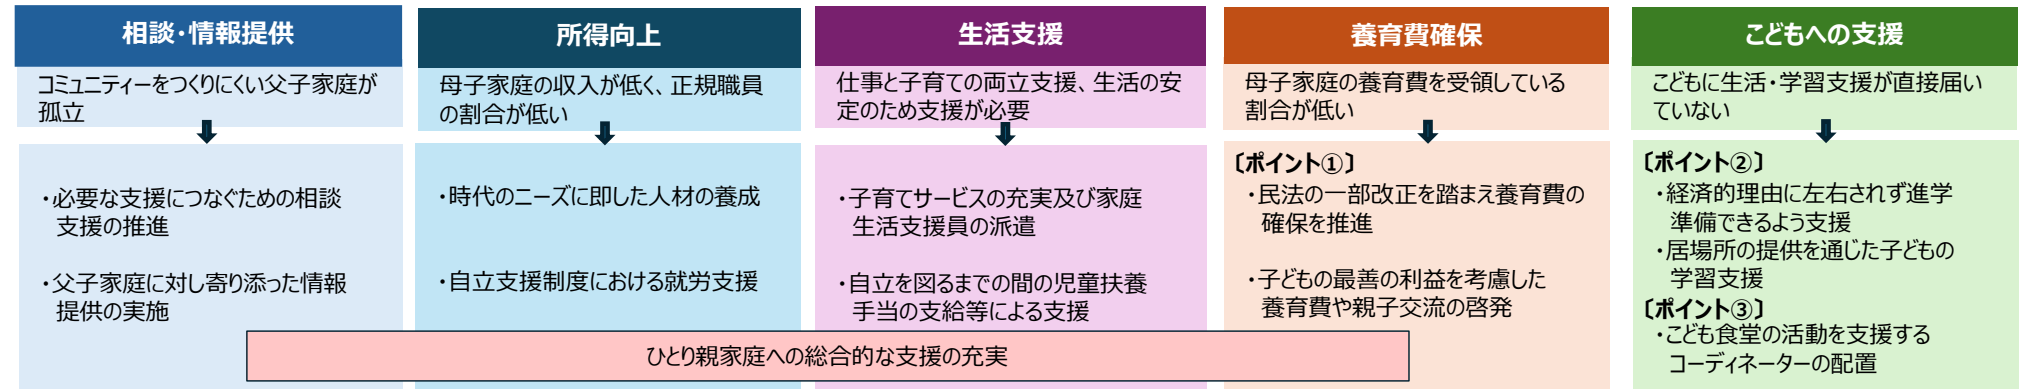 相談・情報提供
コミュニティーをつくりにくい父子家庭が
孤立
・必要な支援につなぐための相談
支援の推進
・父子家庭に対し寄り添った情報
提供の実施
所得向上
母子家庭の収入が低く、正規職員
の割合が低い
・時代のニーズに即した人材の養成
・自立支援制度における就労支援
生活支援
仕事と子育ての両立支援、生活の安
定のため支援が必要
・子育てサービスの充実及び家庭
生活支援員の派遣
・自立を図るまでの間の児童扶養
手当の支給等による支援
養育費確保
母子家庭の養育費を受領している
割合が低い
〔ポイント①〕
・民法の一部改正を踏まえ養育費の
確保を推進
・子どもの最善の利益を考慮した
養育費や親子交流の啓発
こどもへの支援
こどもに生活・学習支援が直接届い
ていない
〔ポイント②〕
・経済的理由に左右されず進学
準備できるよう支援
・居場所の提供を通じた子どもの
学習支援
〔ポイント③〕
・こども食堂の活動を支援する
コーディネーターの配置
ひとり親家庭への総合的な支援の充実